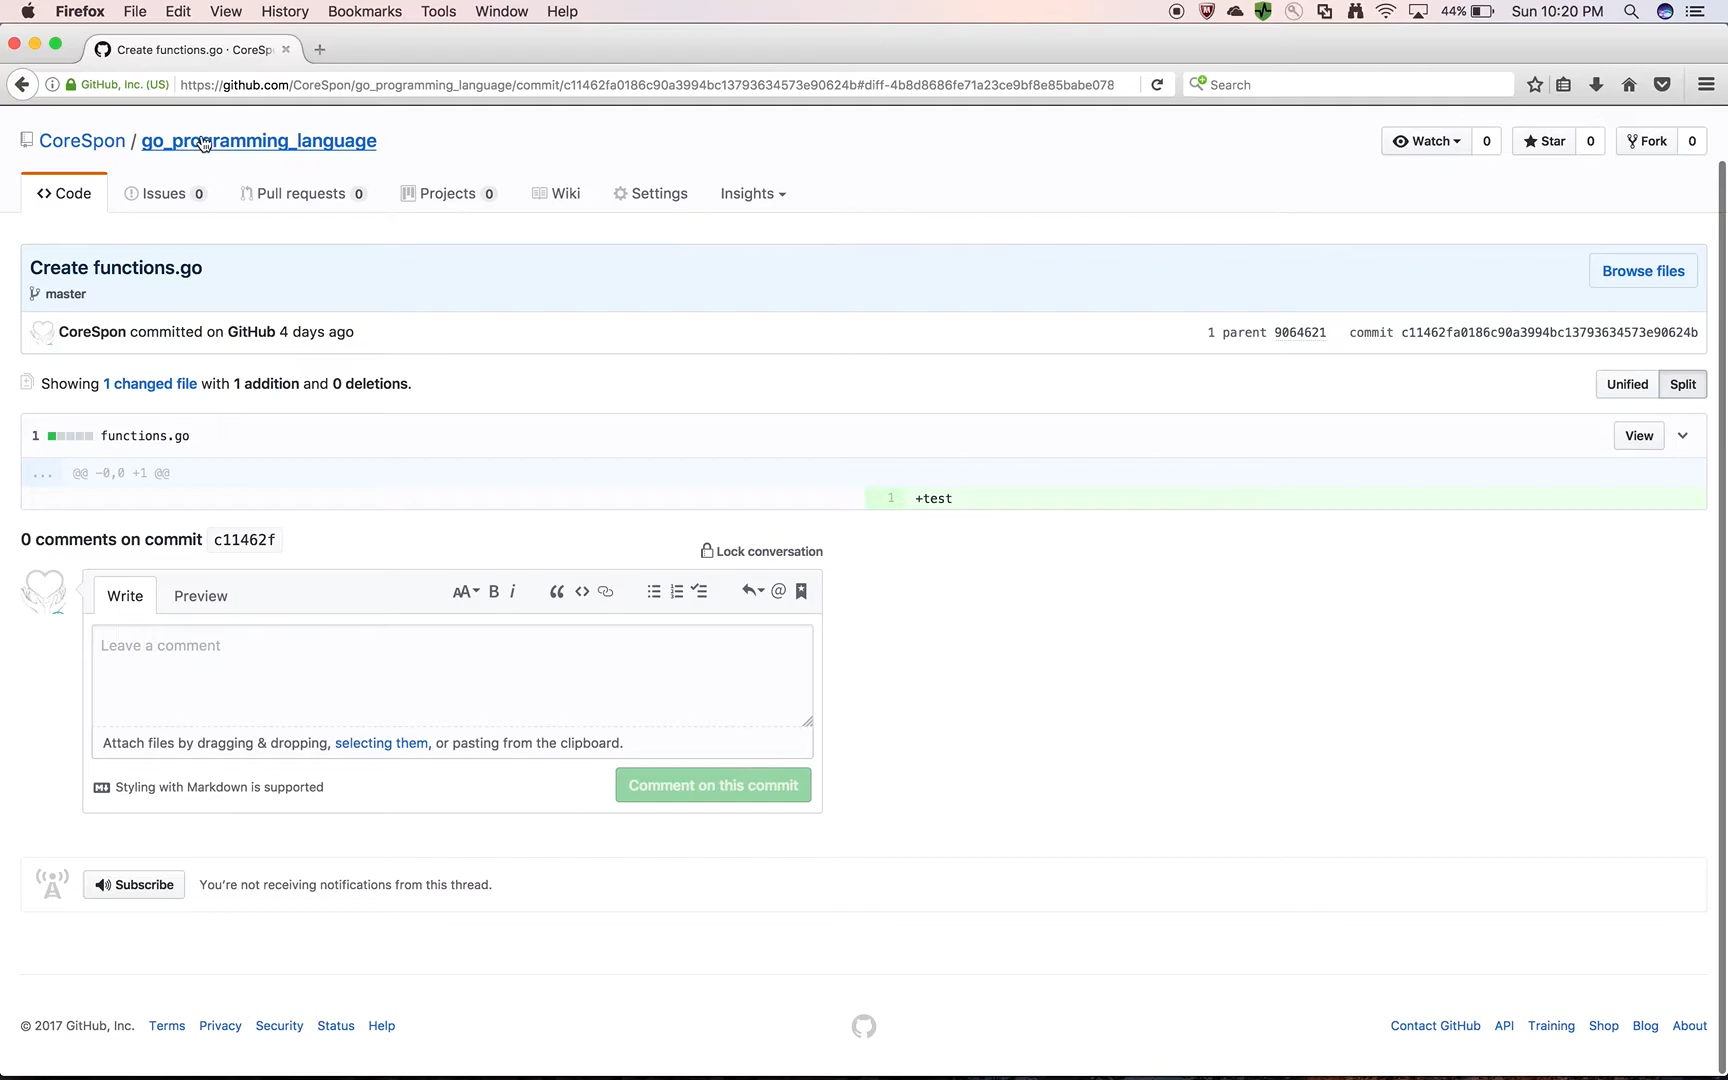 Firefox File Edit View History Bookmarks Tools Window Help 44% Sun 10:20 PM
Create functions.go · CoreSp
GitHub, Inc. (US) https://github.com/CoreSpon/go_programming_language/commit/c11462fa0186c90a3994bc13793634573e90624b#diff-4b8d8686fe71a23ce9bf8e85babe078 Search
CoreSpon / go_programming_language Watch 0 Star 0 Fork 0
Code Issues 0 Pull requests 0 Projects 0 Wiki Settings Insights
Create functions.go Browse files
master
CoreSpon committed on GitHub 4 days ago 1 parent 9064621 commit c11462fa0186c90a3994bc13793634573e90624b
Showing 1 changed file with 1 addition and 0 deletions. Unified Split
1 functions.go View
... @@ -0,0 +1 @@
1 +test
0 comments on commit c11462f
Lock conversation
Write Preview AA B i
Leave a comment
Attach files by dragging & dropping, selecting them, or pasting from the clipboard.
Styling with Markdown is supported Comment on this commit
Subscribe You’re not receiving notifications from this thread.
© 2017 GitHub, Inc. Terms Privacy Security Status Help Contact GitHub API Training Shop Blog About